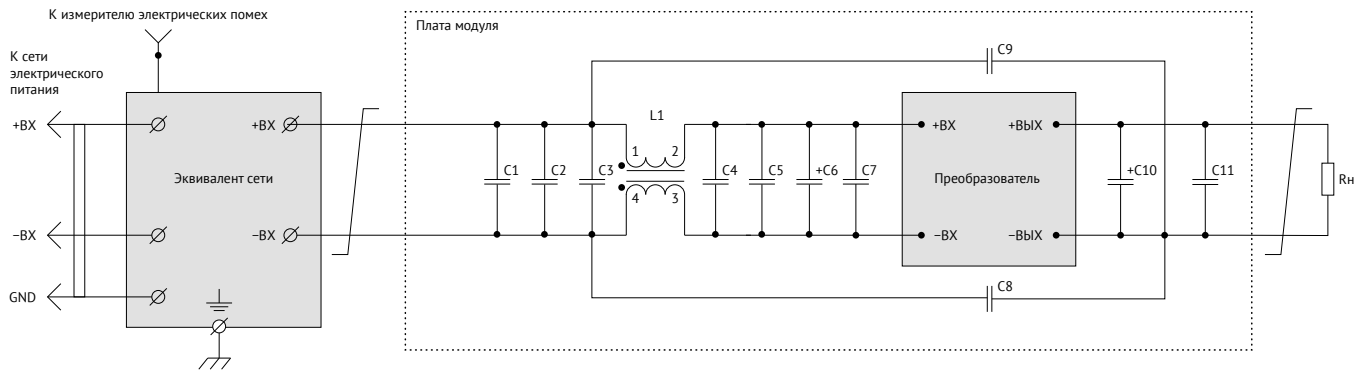 К измерителю электрических помех
Плата модуля
К сети
электрического
питания
C9
+ВХ
+ВХ
L1
+ВХ
+ВЫХ
1 2
Эквивалент сети
C1
C2
C3
C4
C5
+C6
C7
Преобразователь
+C10
C11
Rн
4 3
−ВХ
−ВХ
−ВХ
−ВЫХ
GND
C8